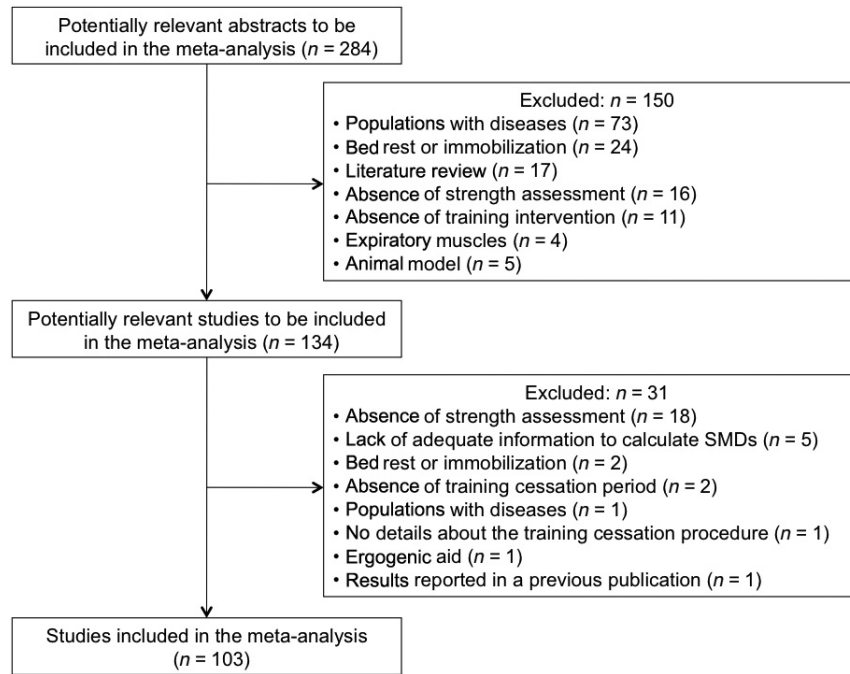 Potentially relevant abstracts to be
included in the meta-analysis (n = 284)
Excluded: n = 150
• Populations with diseases (n = 73)
• Bed rest or immobilization (n = 24)
• Literature review (n = 17)
• Absence of strength assessment (n = 16)
• Absence of training intervention (n = 11)
• Expiratory muscles (n = 4)
• Animal model (n = 5)
Potentially relevant studies to be included
in the meta-analysis (n = 134)
Excluded: n = 31
• Absence of strength assessment (n = 18)
• Lack of adequate information to calculate SMDs (n = 5)
• Bed rest or immobilization (n = 2)
• Absence of training cessation period (n = 2)
• Populations with diseases (n = 1)
• No details about the training cessation procedure (n = 1)
• Ergogenic aid (n = 1)
• Results reported in a previous publication (n = 1)
Studies included in the meta-analysis
(n = 103)